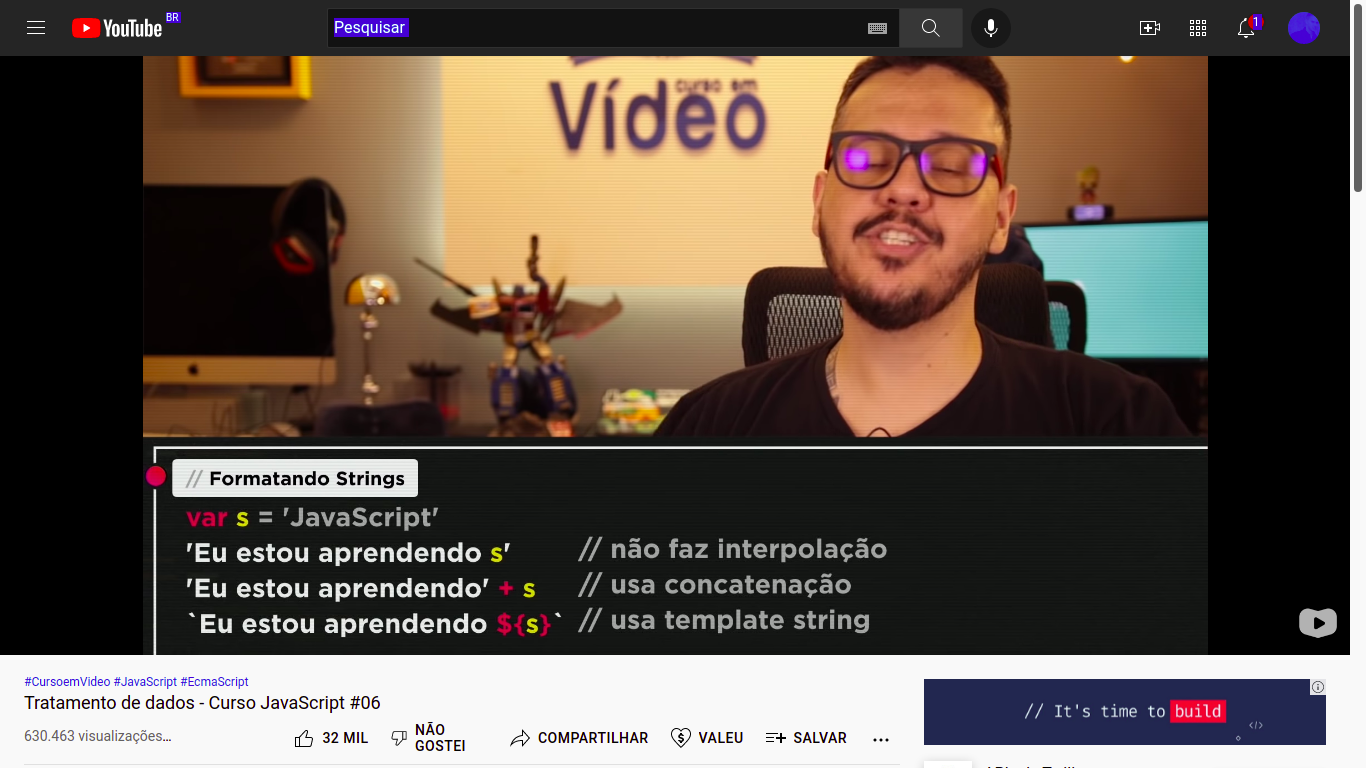 YouTube BR
Pesquisar
1
curso em
Vídeo
// Formatando Strings
var s = 'JavaScript'
'Eu estou aprendendo s' // não faz interpolação
'Eu estou aprendendo' + s // usa concatenação
`Eu estou aprendendo ${s}` // usa template string
#CursoemVideo #JavaScript #EcmaScript
Tratamento de dados - Curso JavaScript #06
630.463 visualizações...
32 MIL
NÃO
GOSTEI
COMPARTILHAR
VALEU
SALVAR
// It's time to build